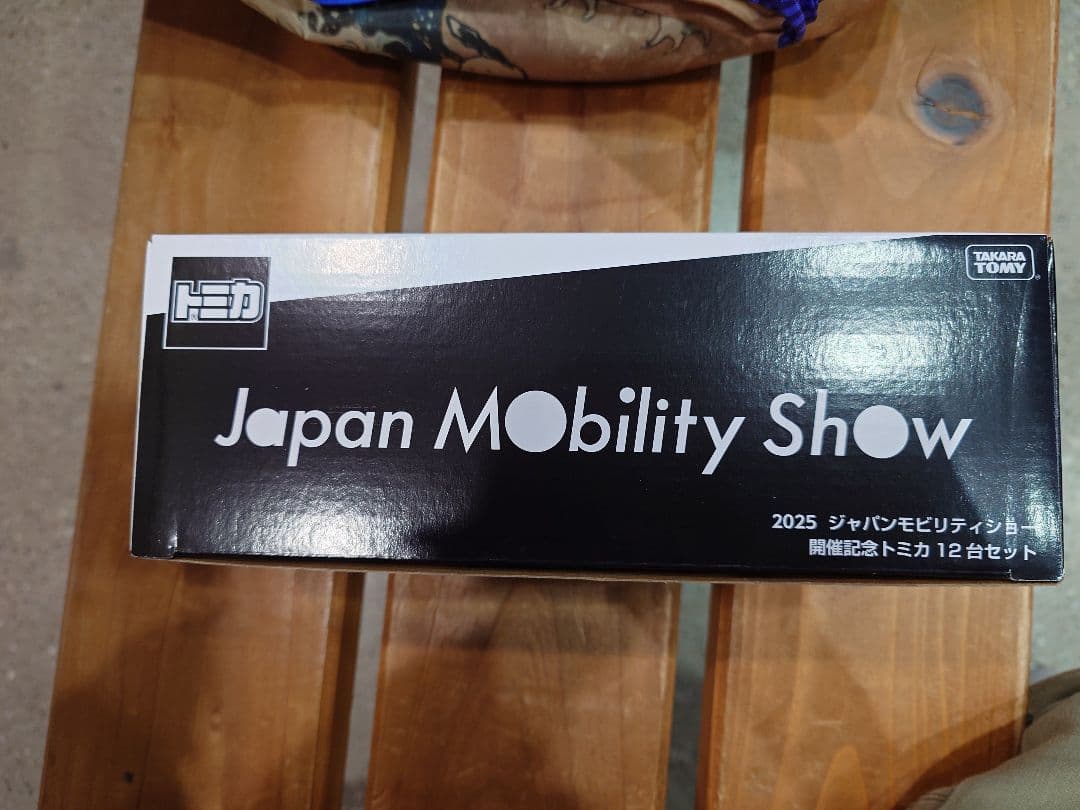 トミカ
TAKARA
TOMY
Japan MObility ShOw
2025 ジャパンモビリティショー
開催記念トミカ 12 台セット